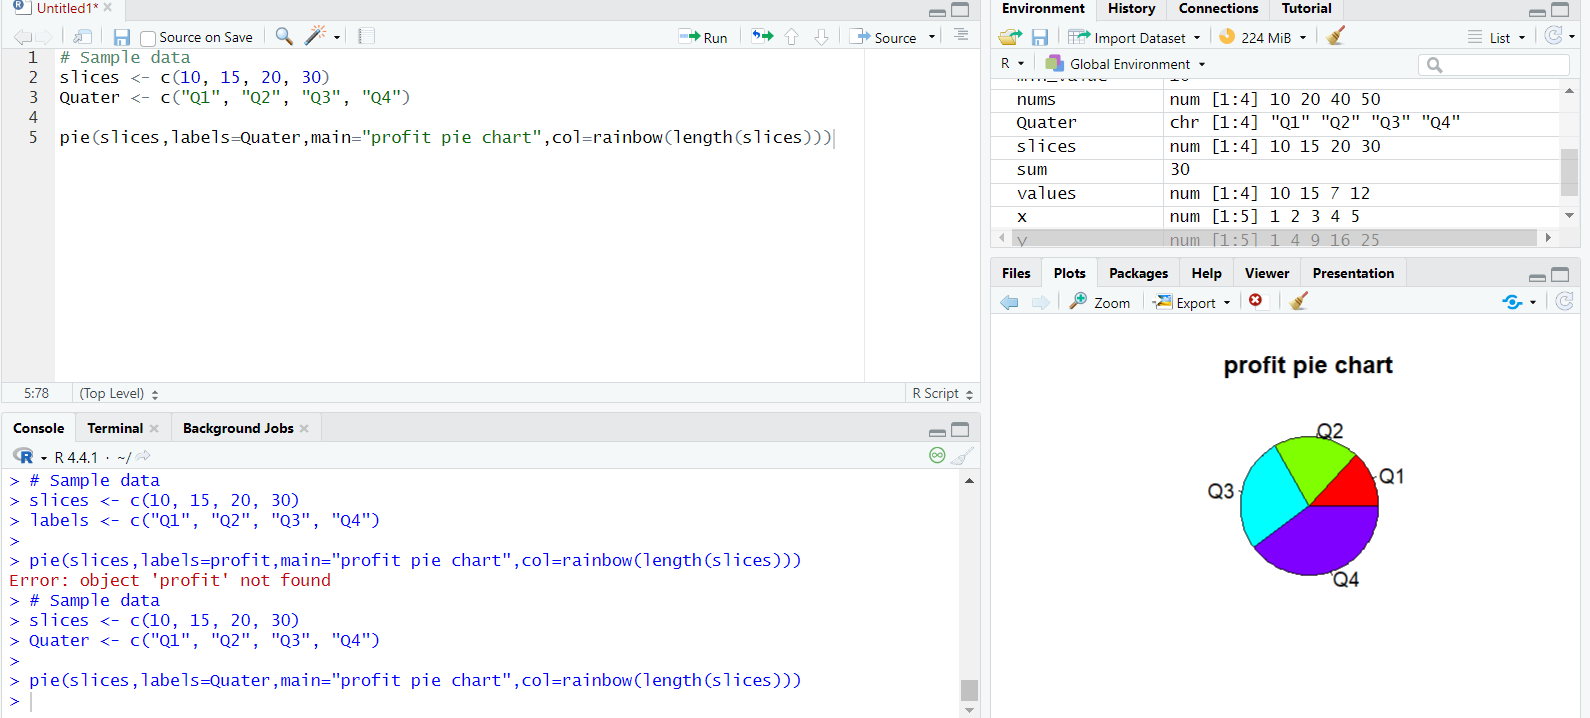 Untitled1*
Source on Save
Run
Source
1 # Sample data
2 slices <- c(10, 15, 20, 30)
3 Quater <- c("Q1", "Q2", "Q3", "Q4")
4
5 pie(slices,labels=Quater,main="profit pie chart",col=rainbow(length(slices)))
5:78 (Top Level) R Script
Console Terminal Background Jobs
R 4.4.1 · ~/
> # Sample data
> slices <- c(10, 15, 20, 30)
> labels <- c("Q1", "Q2", "Q3", "Q4")
>
> pie(slices,labels=profit,main="profit pie chart",col=rainbow(length(slices)))
Error: object 'profit' not found
> # Sample data
> slices <- c(10, 15, 20, 30)
> Quater <- c("Q1", "Q2", "Q3", "Q4")
>
> pie(slices,labels=Quater,main="profit pie chart",col=rainbow(length(slices)))
>
Environment History Connections Tutorial
Import Dataset 224 MiB List
R Global Environment
nums num [1:4] 10 20 40 50
Quater chr [1:4] "Q1" "Q2" "Q3" "Q4"
slices num [1:4] 10 15 20 30
sum 30
values num [1:4] 10 15 7 12
x num [1:5] 1 2 3 4 5
y num [1:5] 1 4 9 16 25
Files Plots Packages Help Viewer Presentation
Zoom Export
profit pie chart
Q2
Q1
Q3
Q4